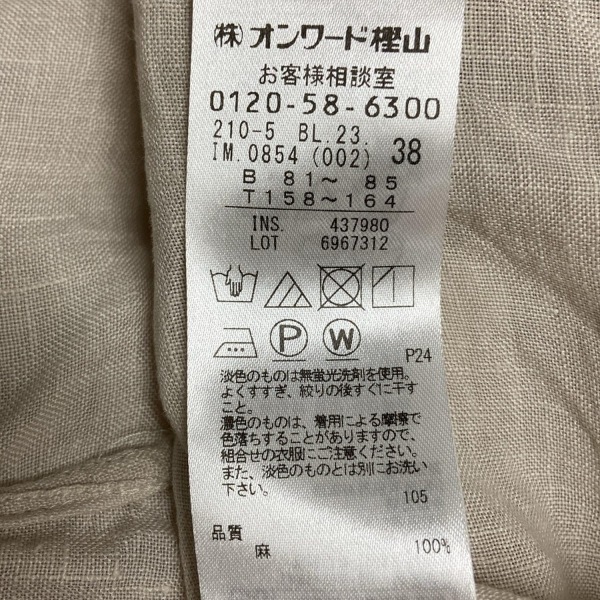 ㈱オンワード樫山
お客様相談室
0120-58-6300
210-5 BL.23.
IM.0854 (002) 38
B 81～ 85
T158～164
INS. 437980
LOT 6967312
P W
P24
淡色のものは無蛍光洗剤を使用。
よくすすぎ、絞りの後すぐに干す
こと。
濃色のものは、着用による摩擦で
色落ちすることがありますので、
組合せの衣服にご注意ください。
また、淡色のものとは別にお洗い
下さい。
105
品質
麻 100%